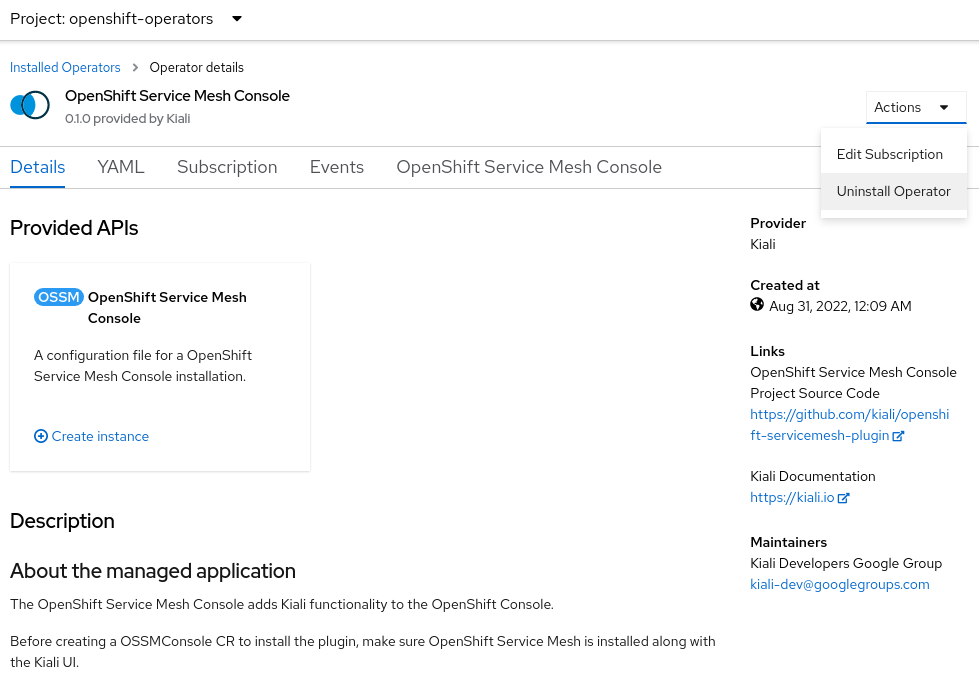 Project: openshift-operators
Installed Operators
Operator details
OpenShift Service Mesh Console
0.1.0 provided by Kiali
Actions
Edit Subscription
Uninstall Operator
Details
YAML
Subscription
Events
OpenShift Service Mesh Console
Provided APIs
OSSM OpenShift Service Mesh
Console
A configuration file for a OpenShift
Service Mesh Console installation.
Create instance
Description
About the managed application
The OpenShift Service Mesh Console adds Kiali functionality to the OpenShift Console.
Before creating a OSSMConsole CR to install the plugin, make sure OpenShift Service Mesh is installed along with
the Kiali UI.
Provider
Kiali
Created at
Aug 31, 2022, 12:09 AM
Links
OpenShift Service Mesh Console
Project Source Code
https://github.com/kiali/openshi
ft-servicemesh-plugin
Kiali Documentation
https://kiali.io
Maintainers
Kiali Developers Google Group
kiali-dev@googlegroups.com